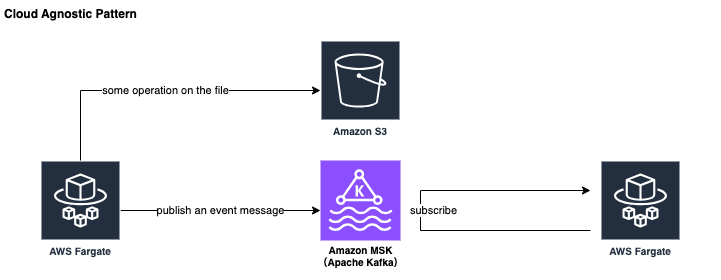 Cloud Agnostic Pattern
some operation on the file
Amazon S3
K
publish an event message
subscribe
AWS Fargate
Amazon MSK
(Apache Kafka)
AWS Fargate